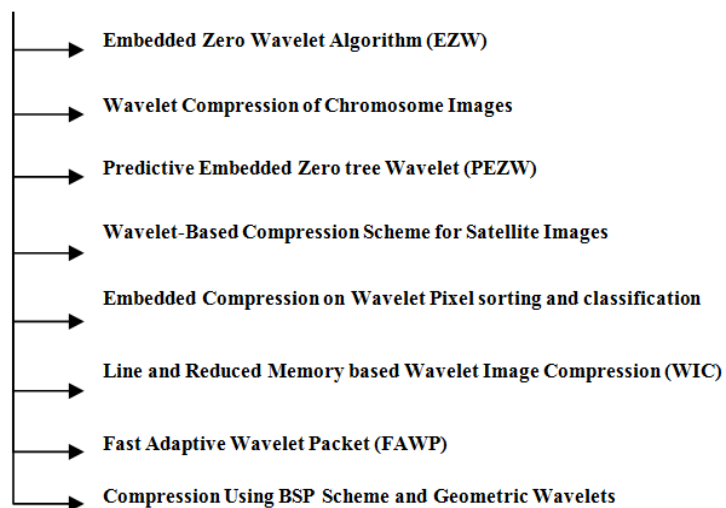 Embedded Zero Wavelet Algorithm (EZW)
Wavelet Compression of Chromosome Images
Predictive Embedded Zero tree Wavelet (PEZW)
Wavelet-Based Compression Scheme for Satellite Images
Embedded Compression on Wavelet Pixel sorting and classification
Line and Reduced Memory based Wavelet Image Compression (WIC)
Fast Adaptive Wavelet Packet (FAWP)
Compression Using BSP Scheme and Geometric Wavelets